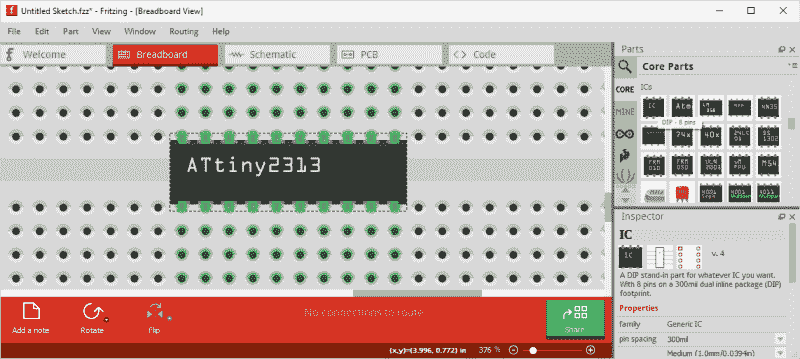 Untitled Sketch.fzz* - Fritzing - [Breadboard View]
File Edit Part View Window Routing Help
Welcome Breadboard Schematic PCB Code
ATtiny2313
Parts
Core Parts
CORE
MINE
ICs
IC
DIP - 8 pins
24x 40x
M54
Inspector
IC
IC
v. 4
A DIP stand-in part for whatever IC you want.
With 8 pins on a 300mil dual inline package (DIP)
footprint.
Properties
family Generic IC
pin spacing 300mil
Medium (1.0mm/0.0394in)
No connections to route
Add a note Rotate Flip Share
(x,y)=(3.996, 0.772) in 376 %